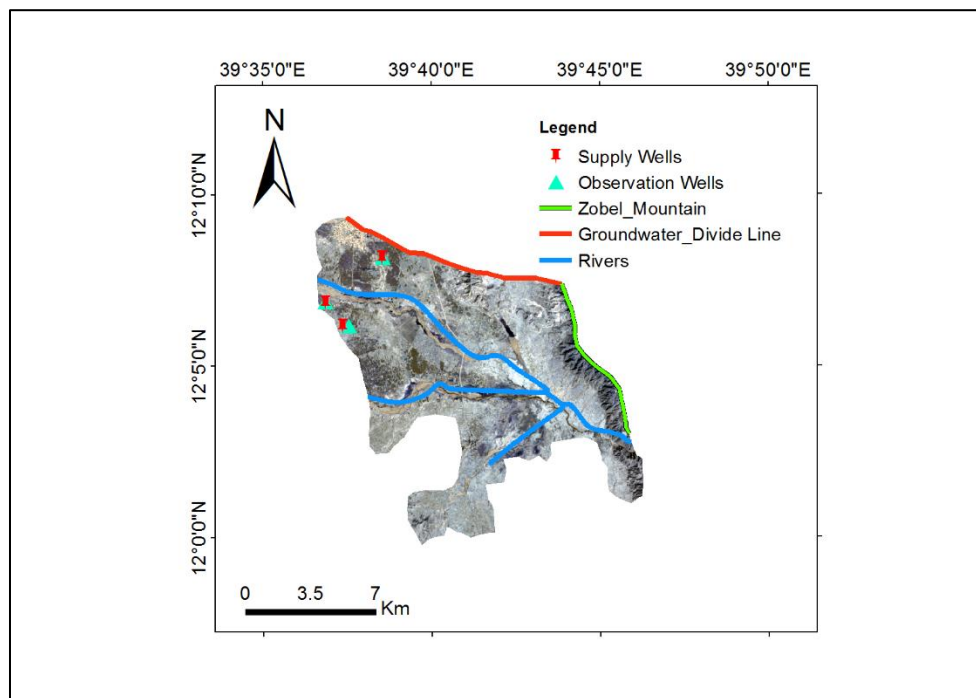 39°35'0"E 39°40'0"E 39°45'0"E 39°50'0"E
N
Legend
Supply Wells
Observation Wells
Zobel_Mountain
Groundwater_Divide Line
Rivers
12°10'0"N
12°5'0"N
12°0'0"N
0 3.5 7
Km